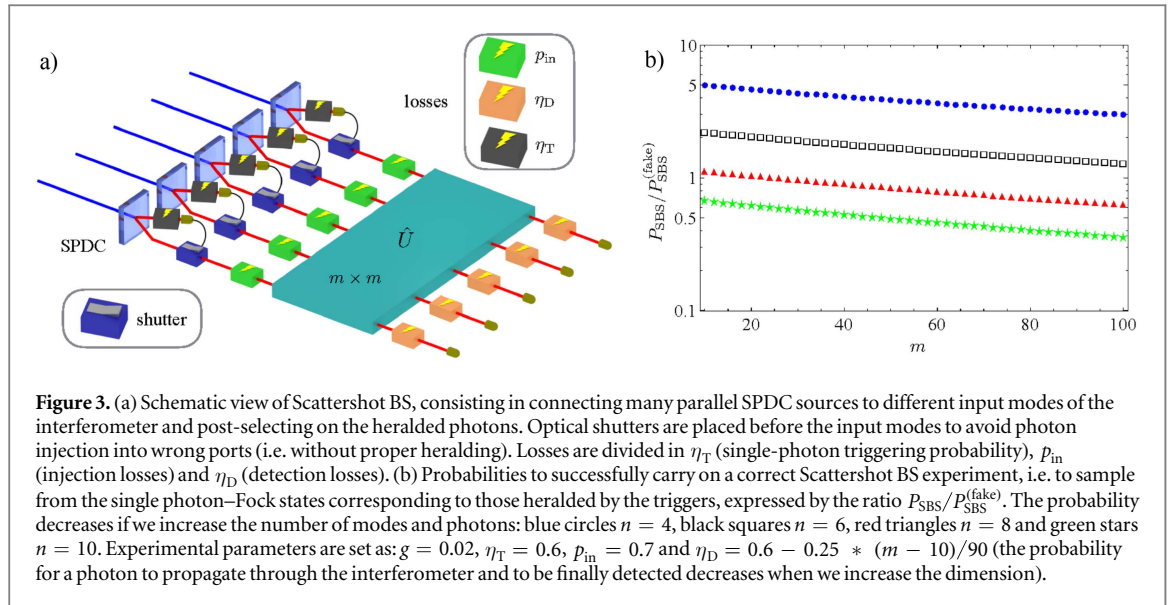 a)
losses
p_in
η_D
η_T
SPDC
Û
m × m
shutter
b)
P_SBS/P_SBS^(fake)
10
5
1
0.5
0.1
20
40
60
80
100
m
Figure 3. (a) Schematic view of Scattershot BS, consisting in connecting many parallel SPDC sources to different input modes of the
interferometer and post-selecting on the heralded photons. Optical shutters are placed before the input modes to avoid photon
injection into wrong ports (i.e. without proper heralding). Losses are divided in η_T (single-photon triggering probability), p_in
(injection losses) and η_D (detection losses). (b) Probabilities to successfully carry on a correct Scattershot BS experiment, i.e. to sample
from the single photon–Fock states corresponding to those heralded by the triggers, expressed by the ratio P_SBS/P_SBS^(fake). The probability
decreases if we increase the number of modes and photons: blue circles n = 4, black squares n = 6, red triangles n = 8 and green stars
n = 10. Experimental parameters are set as: g = 0.02, η_T = 0.6, p_in = 0.7 and η_D = 0.6 − 0.25 * (m − 10)/90 (the probability
for a photon to propagate through the interferometer and to be finally detected decreases when we increase the dimension).